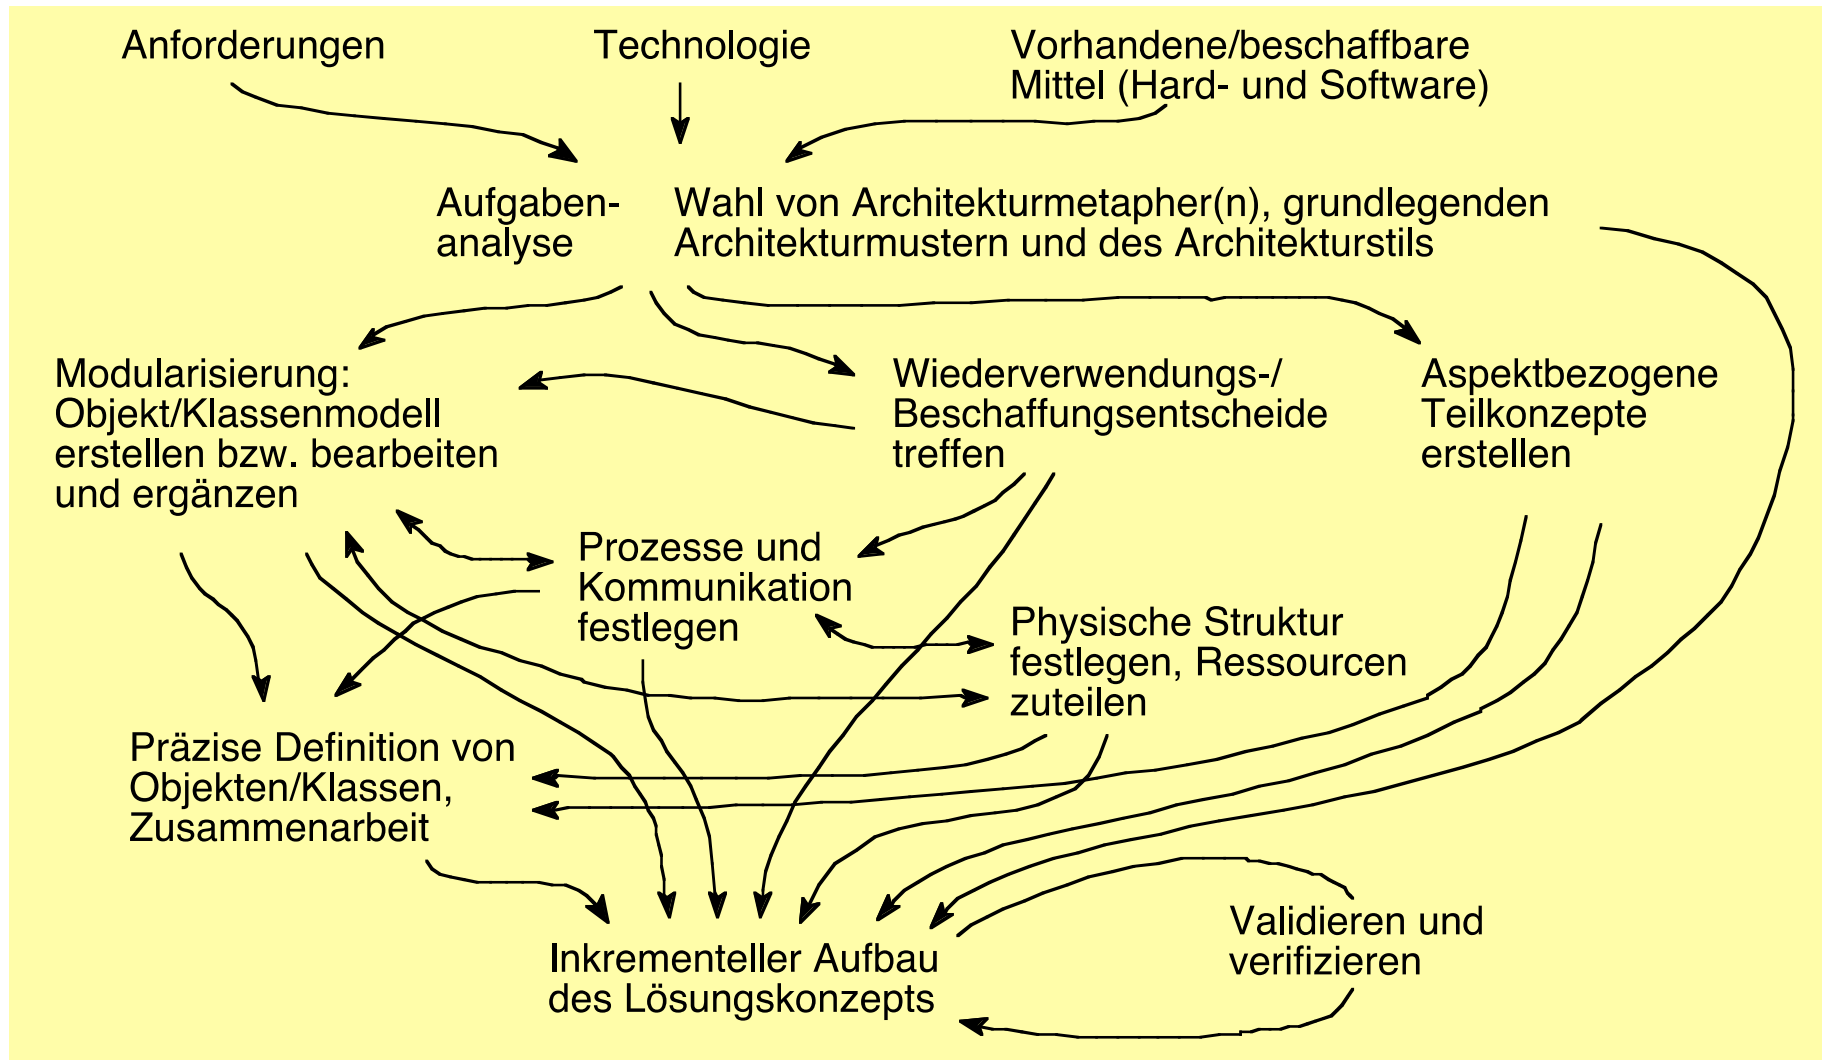 Anforderungen
Technologie
Vorhandene/beschaffbare
Mittel (Hard- und Software)
Aufgaben-
analyse
Wahl von Architekturmetapher(n), grundlegenden
Architekturmustern und des Architekturstils
Modularisierung:
Objekt/Klassenmodell
erstellen bzw. bearbeiten
und ergänzen
Wiederverwendungs-/
Beschaffungsentscheide
treffen
Aspektbezogene
Teilkonzepte
erstellen
Prozesse und
Kommunikation
festlegen
Physische Struktur
festlegen, Ressourcen
zuteilen
Präzise Definition von
Objekten/Klassen,
Zusammenarbeit
Inkrementeller Aufbau
des Lösungskonzepts
Validieren und
verifizieren